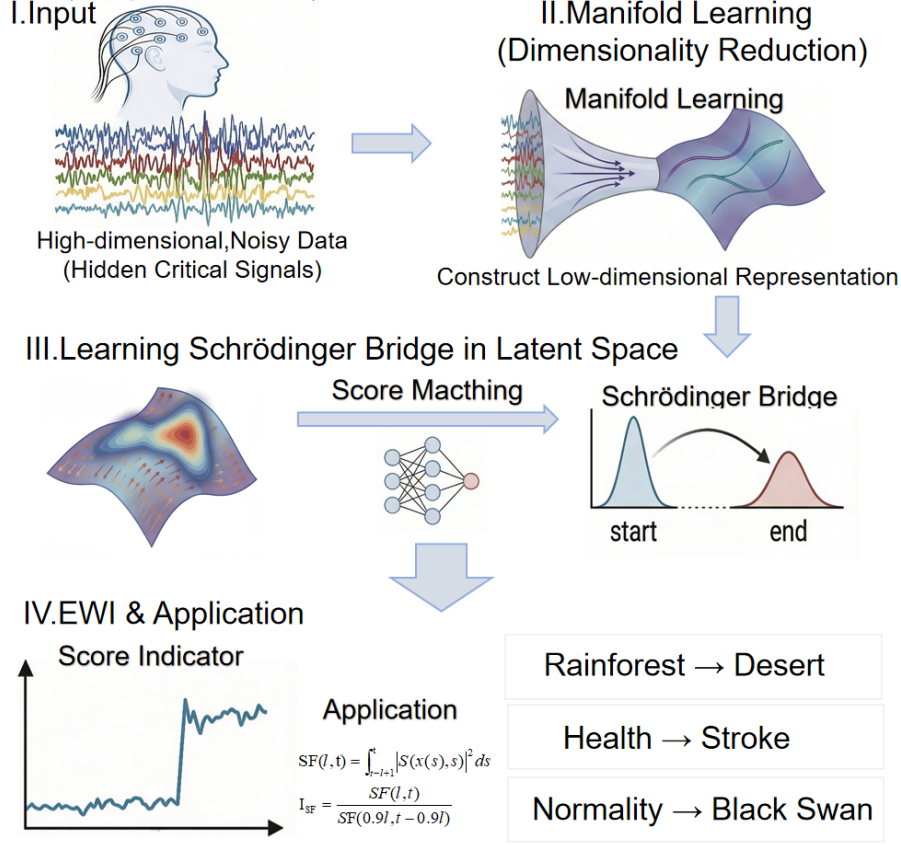 I.Input
II.Manifold Learning
(Dimensionality Reduction)
Manifold Learning
High-dimensional,Noisy Data
(Hidden Critical Signals)
Construct Low-dimensional Representation
III.Learning Schrödinger Bridge in Latent Space
Score Macthing
Schrödinger Bridge
start
end
IV.EWI & Application
Score Indicator
Application
SF(l,t) = ∫_{t-l+1}^{t} |S(x(s),s)|² ds
I_SF = SF(l,t) / SF(0.9l,t-0.9l)
Rainforest → Desert
Health → Stroke
Normality → Black Swan